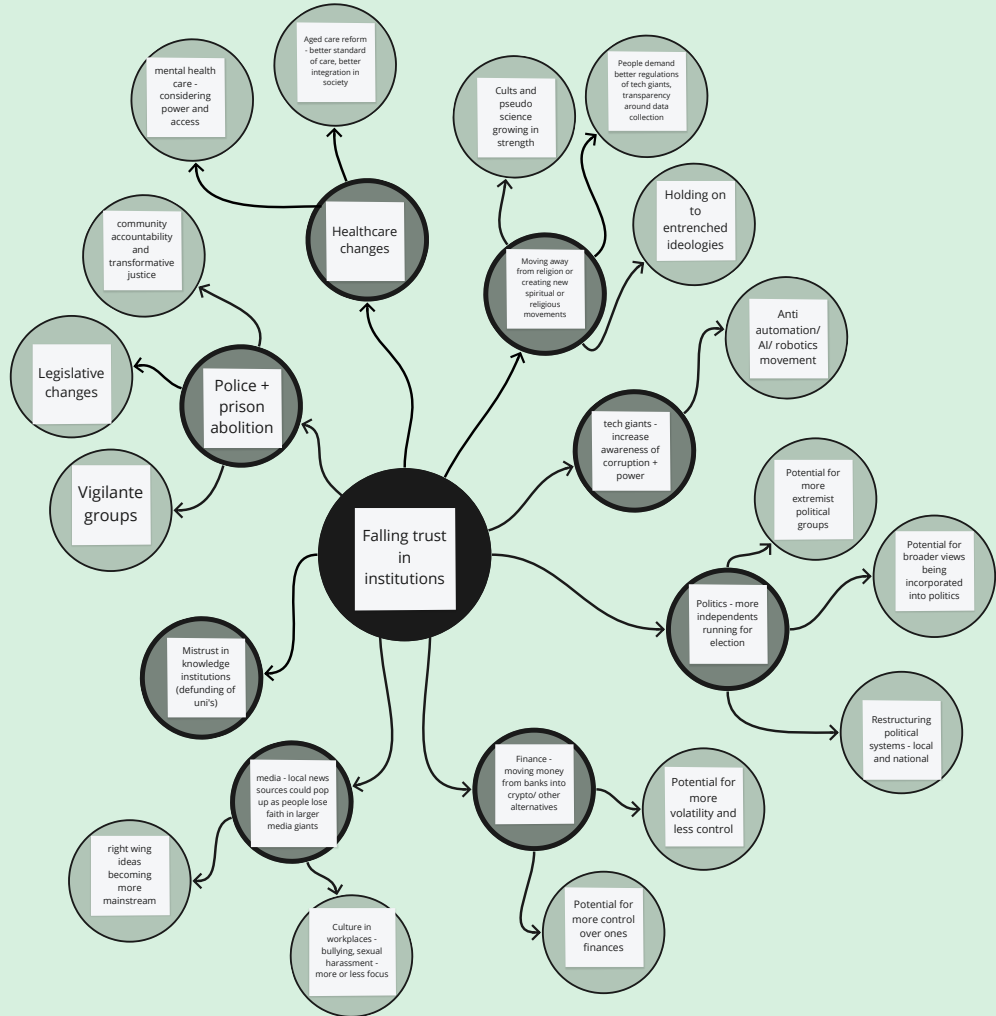 Aged care reform
- better standard
of care, better
integration in
society
mental health
care -
considering
power and
access
Cults and
pseudo
science
growing in
strength
People demand
better regulations
of tech giants,
transparency
around data
collection
Holding on
to
entrenched
ideologies
Healthcare
changes
Moving away
from religion or
creating new
spiritual or
religious
movements
community
accountability
and
transformative
justice
Legislative
changes
Police +
prison
abolition
Vigilante
groups
Anti
automation/
AI/ robotics
movement
tech giants -
increase
awareness of
corruption +
power
Falling trust
in
institutions
Potential for
more
extremist
political
groups
Potential for
broader views
being
incorporated
into politics
Politics - more
independents
running for
election
Restructuring
political
systems - local
and national
Mistrust in
knowledge
institutions
(defunding of
uni's)
media - local news
sources could pop
up as people lose
faith in larger
media giants
Finance -
moving money
from banks into
crypto/ other
alternatives
Potential for
more
volatility and
less control
right wing
ideas
becoming
more
mainstream
Culture in
workplaces -
bullying, sexual
harassment -
more or less focus
Potential for
more control
over ones
finances